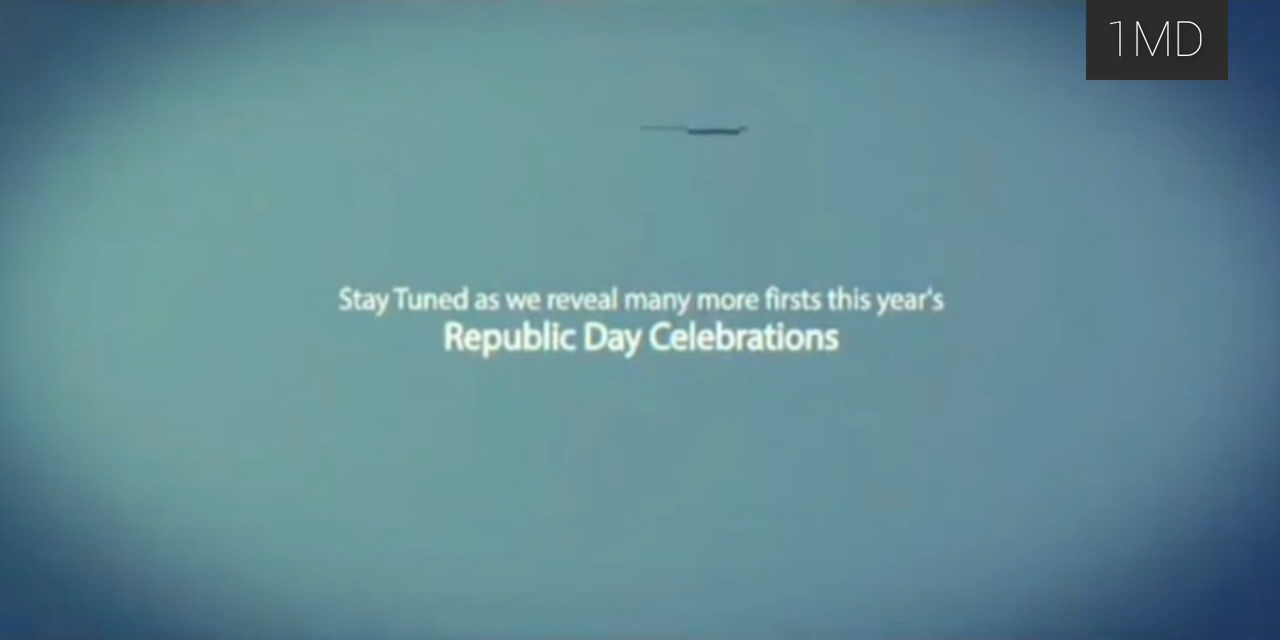 1MD
Stay Tuned as we reveal many more firsts this year's
Republic Day Celebrations